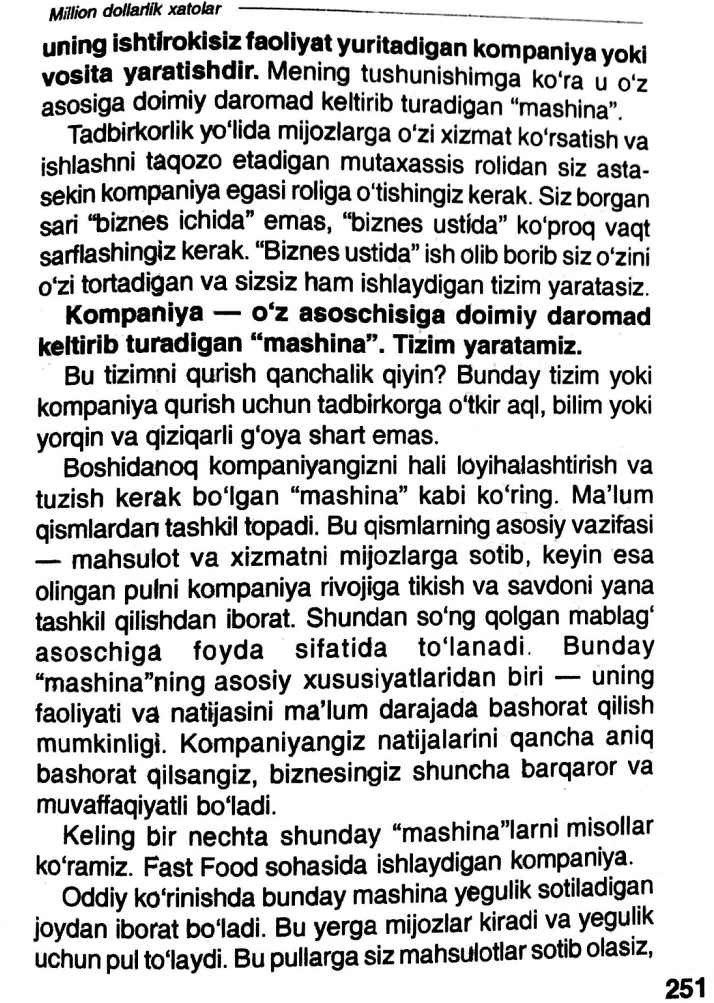 Million dollarlik xatolar
uning ishtirokisiz faoliyat yuritadigan kompaniya yoki
vosita yaratishdir. Mening tushunishimga ko‘ra u o‘z
asosiga doimiy daromad keltirib turadigan “mashina”.
Tadbirkorlik yo‘lida mijozlarga o‘zi xizmat ko‘rsatish va
ishlashni taqozo etadigan mutaxassis rolidan siz asta-
sekin kompaniya egasi roliga o‘tishingiz kerak. Siz borgan
sari “biznes ichida” emas, “biznes ustida” ko‘proq vaqt
sarflashingiz kerak. “Biznes ustida” ish olib borib siz o‘zini
o‘zi tortadigan va sizsiz ham ishlaydigan tizim yaratasiz.
Kompaniya — o‘z asoschisiga doimiy daromad
keltirib turadigan “mashina”. Tizim yaratamiz.
Bu tizimni qurish qanchalik qiyin? Bunday tizim yoki
kompaniya qurish uchun tadbirkorga o‘tkir aql, bilim yoki
yorqin va qiziqarli g‘oya shart emas.
Boshidanoq kompaniyangizni hali loyihalashtirish va
tuzish kerak bo‘lgan “mashina” kabi ko‘ring. Ma’lum
qismlardan tashkil topadi. Bu qismlarning asosiy vazifasi
— mahsulot va xizmatni mijozlarga sotib, keyin esa
olingan pulni kompaniya rivojiga tikish va savdoni yana
tashkil qilishdan iborat. Shundan so‘ng qolgan mablag‘
asoschiga foyda sifatida to‘lanadi. Bunday
“mashina”ning asosiy xususiyatlaridan biri — uning
faoliyati va natijasini ma’lum darajada bashorat qilish
mumkinligi. Kompaniyangiz natijalarini qancha aniq
bashorat qilsangiz, biznesingiz shuncha barqaror va
muvaffaqiyatli bo‘ladi.
Keling bir nechta shunday “mashina”larni misollar
ko‘ramiz. Fast Food sohasida ishlaydigan kompaniya.
Oddiy ko‘rinishda bunday mashina yegulik sotiladigan
joydan iborat bo‘ladi. Bu yerga mijozlar kiradi va yegulik
uchun pul to‘laydi. Bu pullarga siz mahsulotlar sotib olasiz,
251